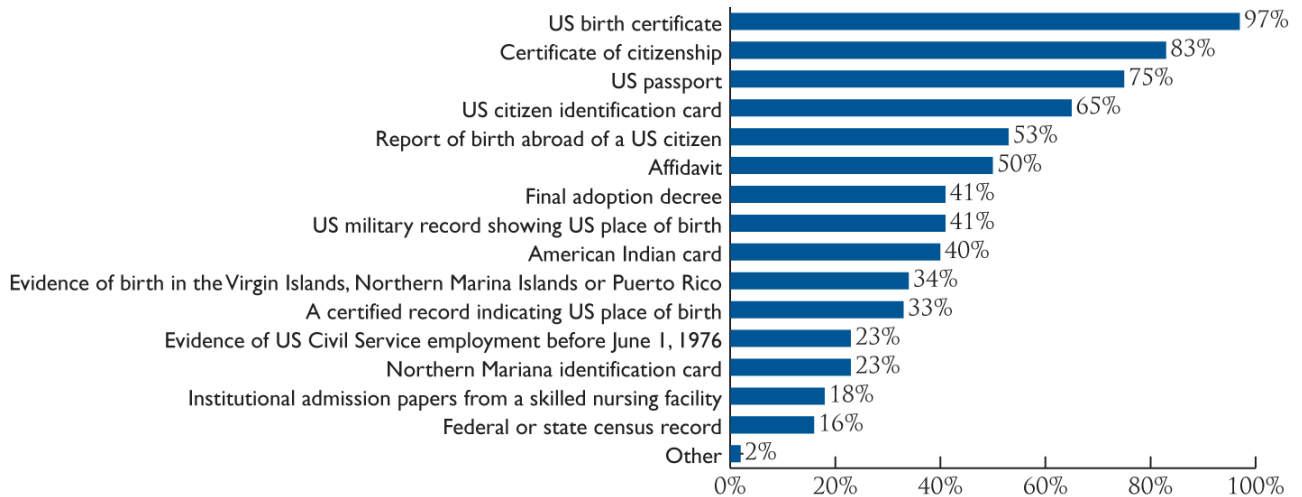 US birth certificate 97%
Certificate of citizenship 83%
US passport 75%
US citizen identification card 65%
Report of birth abroad of a US citizen 53%
Affidavit 50%
Final adoption decree 41%
US military record showing US place of birth 41%
American Indian card 40%
Evidence of birth in the Virgin Islands, Northern Marina Islands or Puerto Rico 34%
A certified record indicating US place of birth 33%
Evidence of US Civil Service employment before June 1, 1976 23%
Northern Mariana identification card 23%
Institutional admission papers from a skilled nursing facility 18%
Federal or state census record 16%
Other 2%
0% 20% 40% 60% 80% 100%